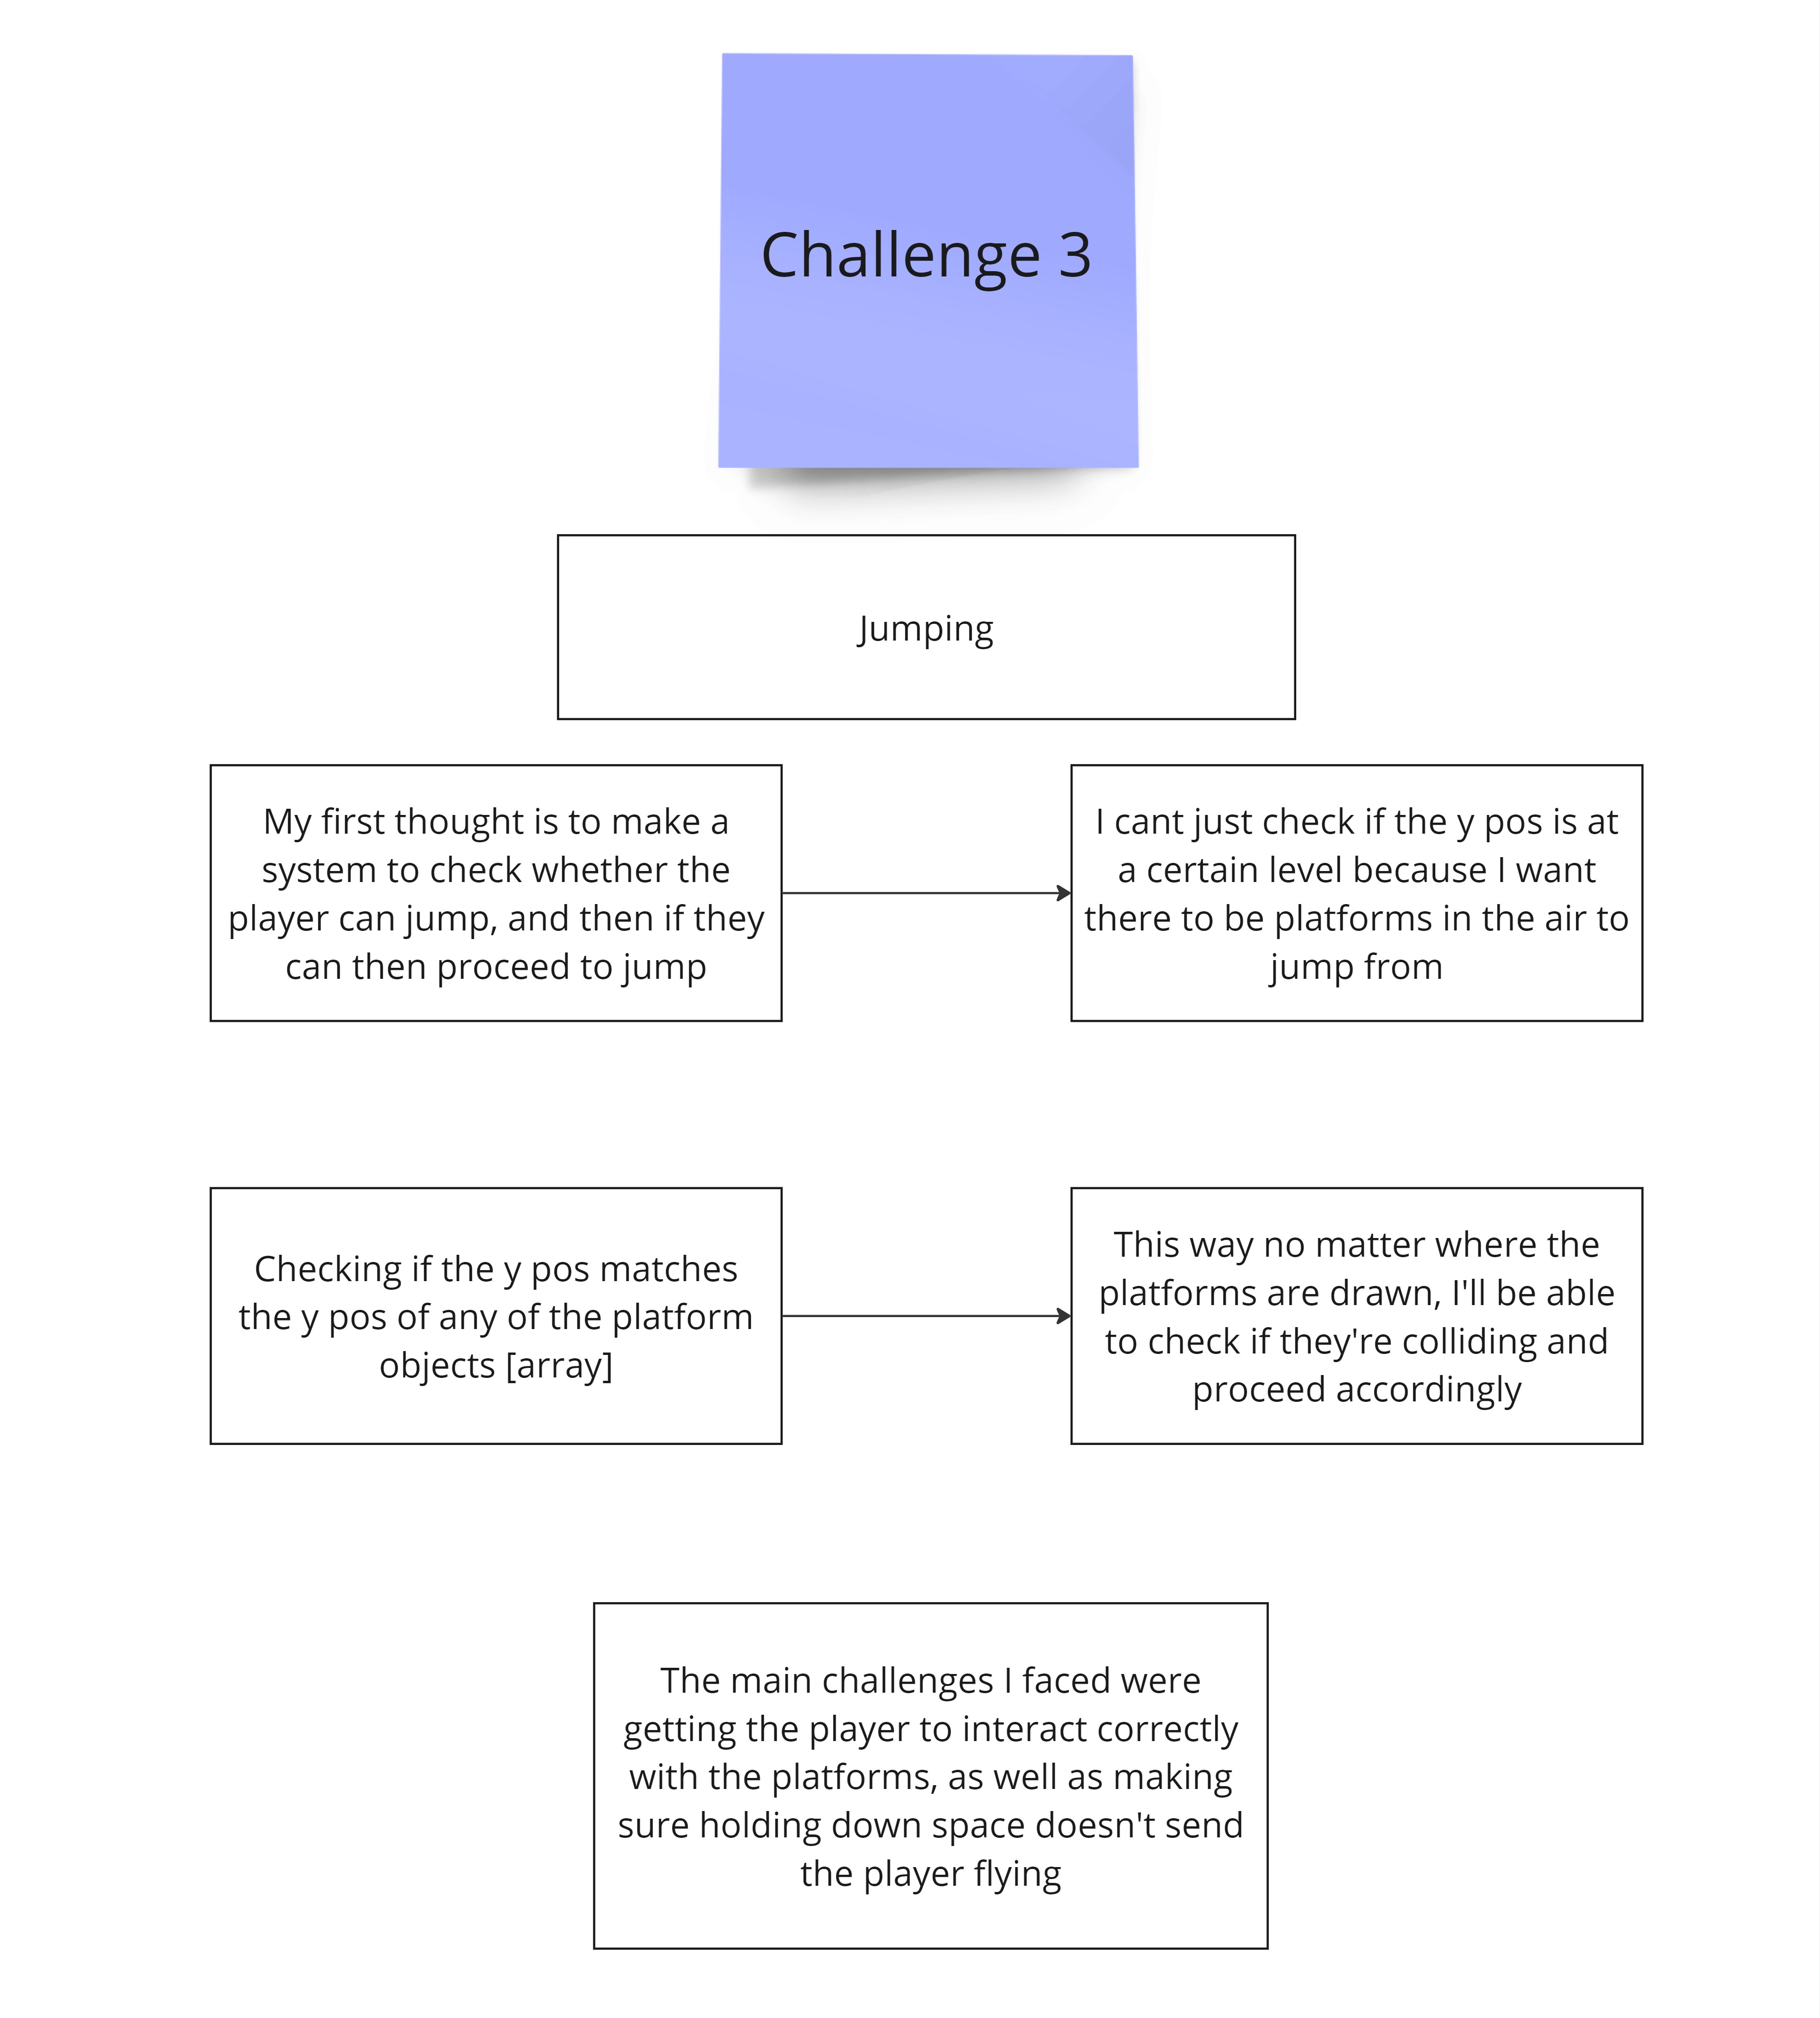 Challenge 3
Jumping
My first thought is to make a
system to check whether the
player can jump, and then if they
can then proceed to jump
I cant just check if the y pos is at
a certain level because I want
there to be platforms in the air to
jump from
Checking if the y pos matches
the y pos of any of the platform
objects [array]
This way no matter where the
platforms are drawn, I'll be able
to check if they're colliding and
proceed accordingly
The main challenges I faced were
getting the player to interact correctly
with the platforms, as well as making
sure holding down space doesn't send
the player flying